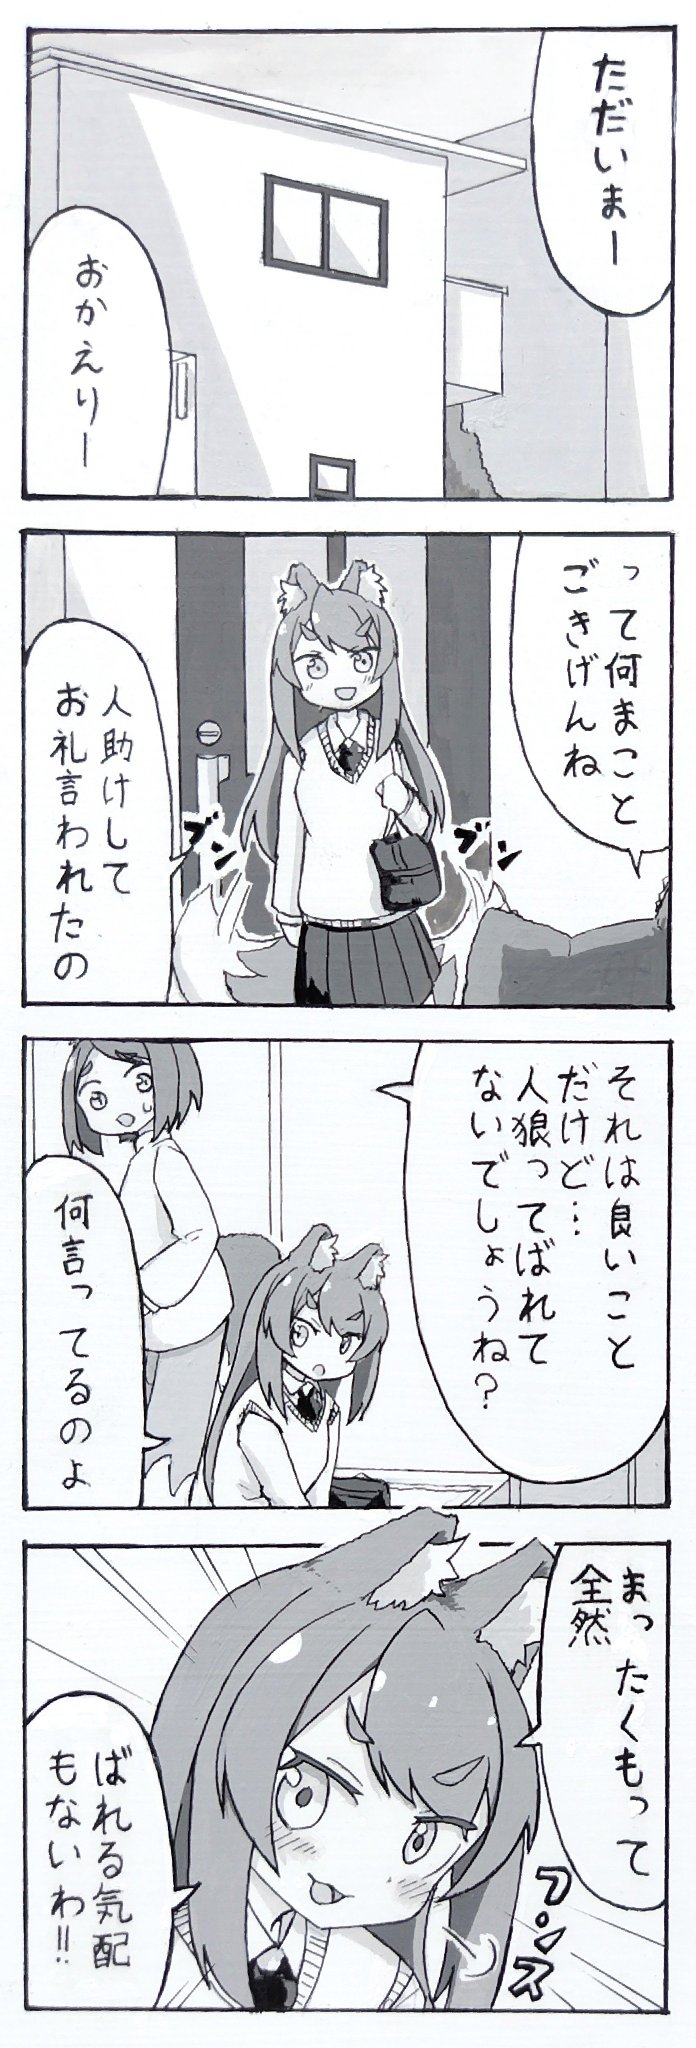 ただいまー
おかえりー
って何まこと
ごきげんね
人助けして
お礼言われたの
ブン
ブン
それは良いこと
だけど…
人狼ってばれて
ないでしょうね?
何言ってるのよ
まったくもって
全然
ばれる気配
もないわ!!
フンス